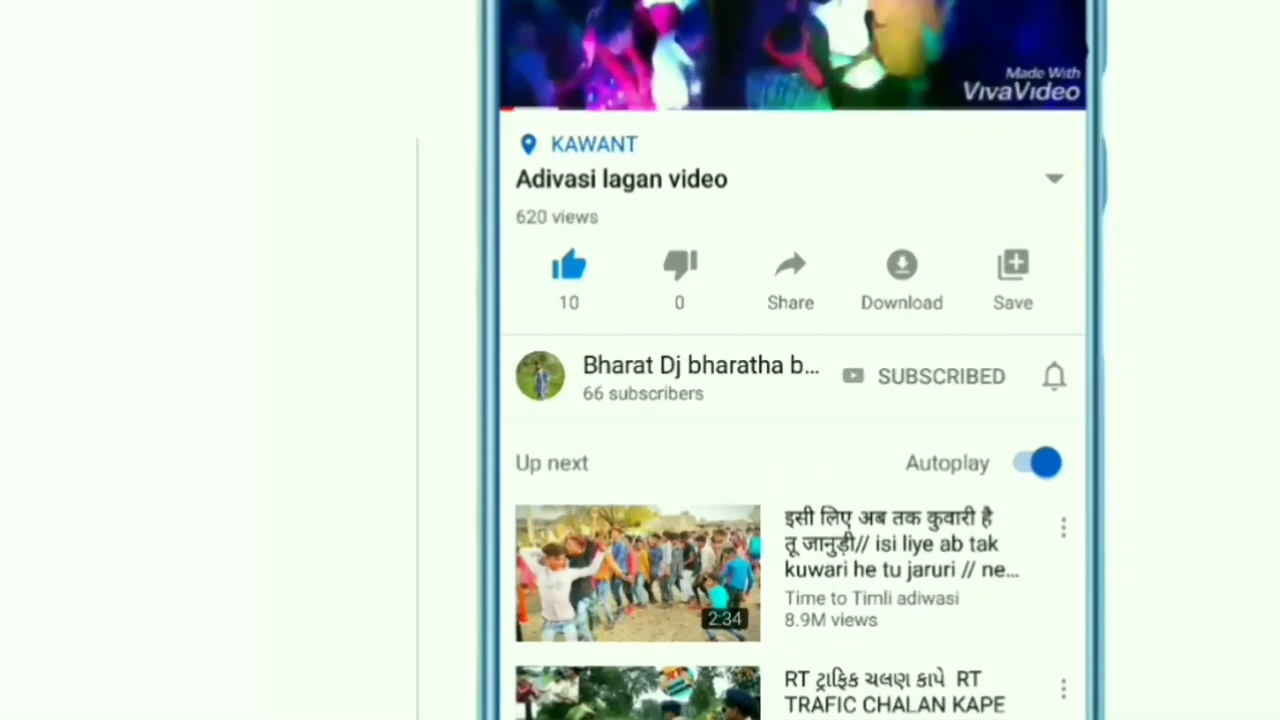 Made With
VivaVideo
KAWANT
Adivasi lagan video
620 views
10
0
Share
Download
Save
Bharat Dj bharatha b...
SUBSCRIBED
66 subscribers
Up next
Autoplay
इसी लिए अब तक कुवारी है
तू जानुड़ी// isi liye ab tak
kuwari he tu jaruri // ne...
Time to Timli adiwasi
8.9M views
2:34
RT ટ્રાફિક ચલણ કાપે RT
TRAFIC CHALAN KAPE